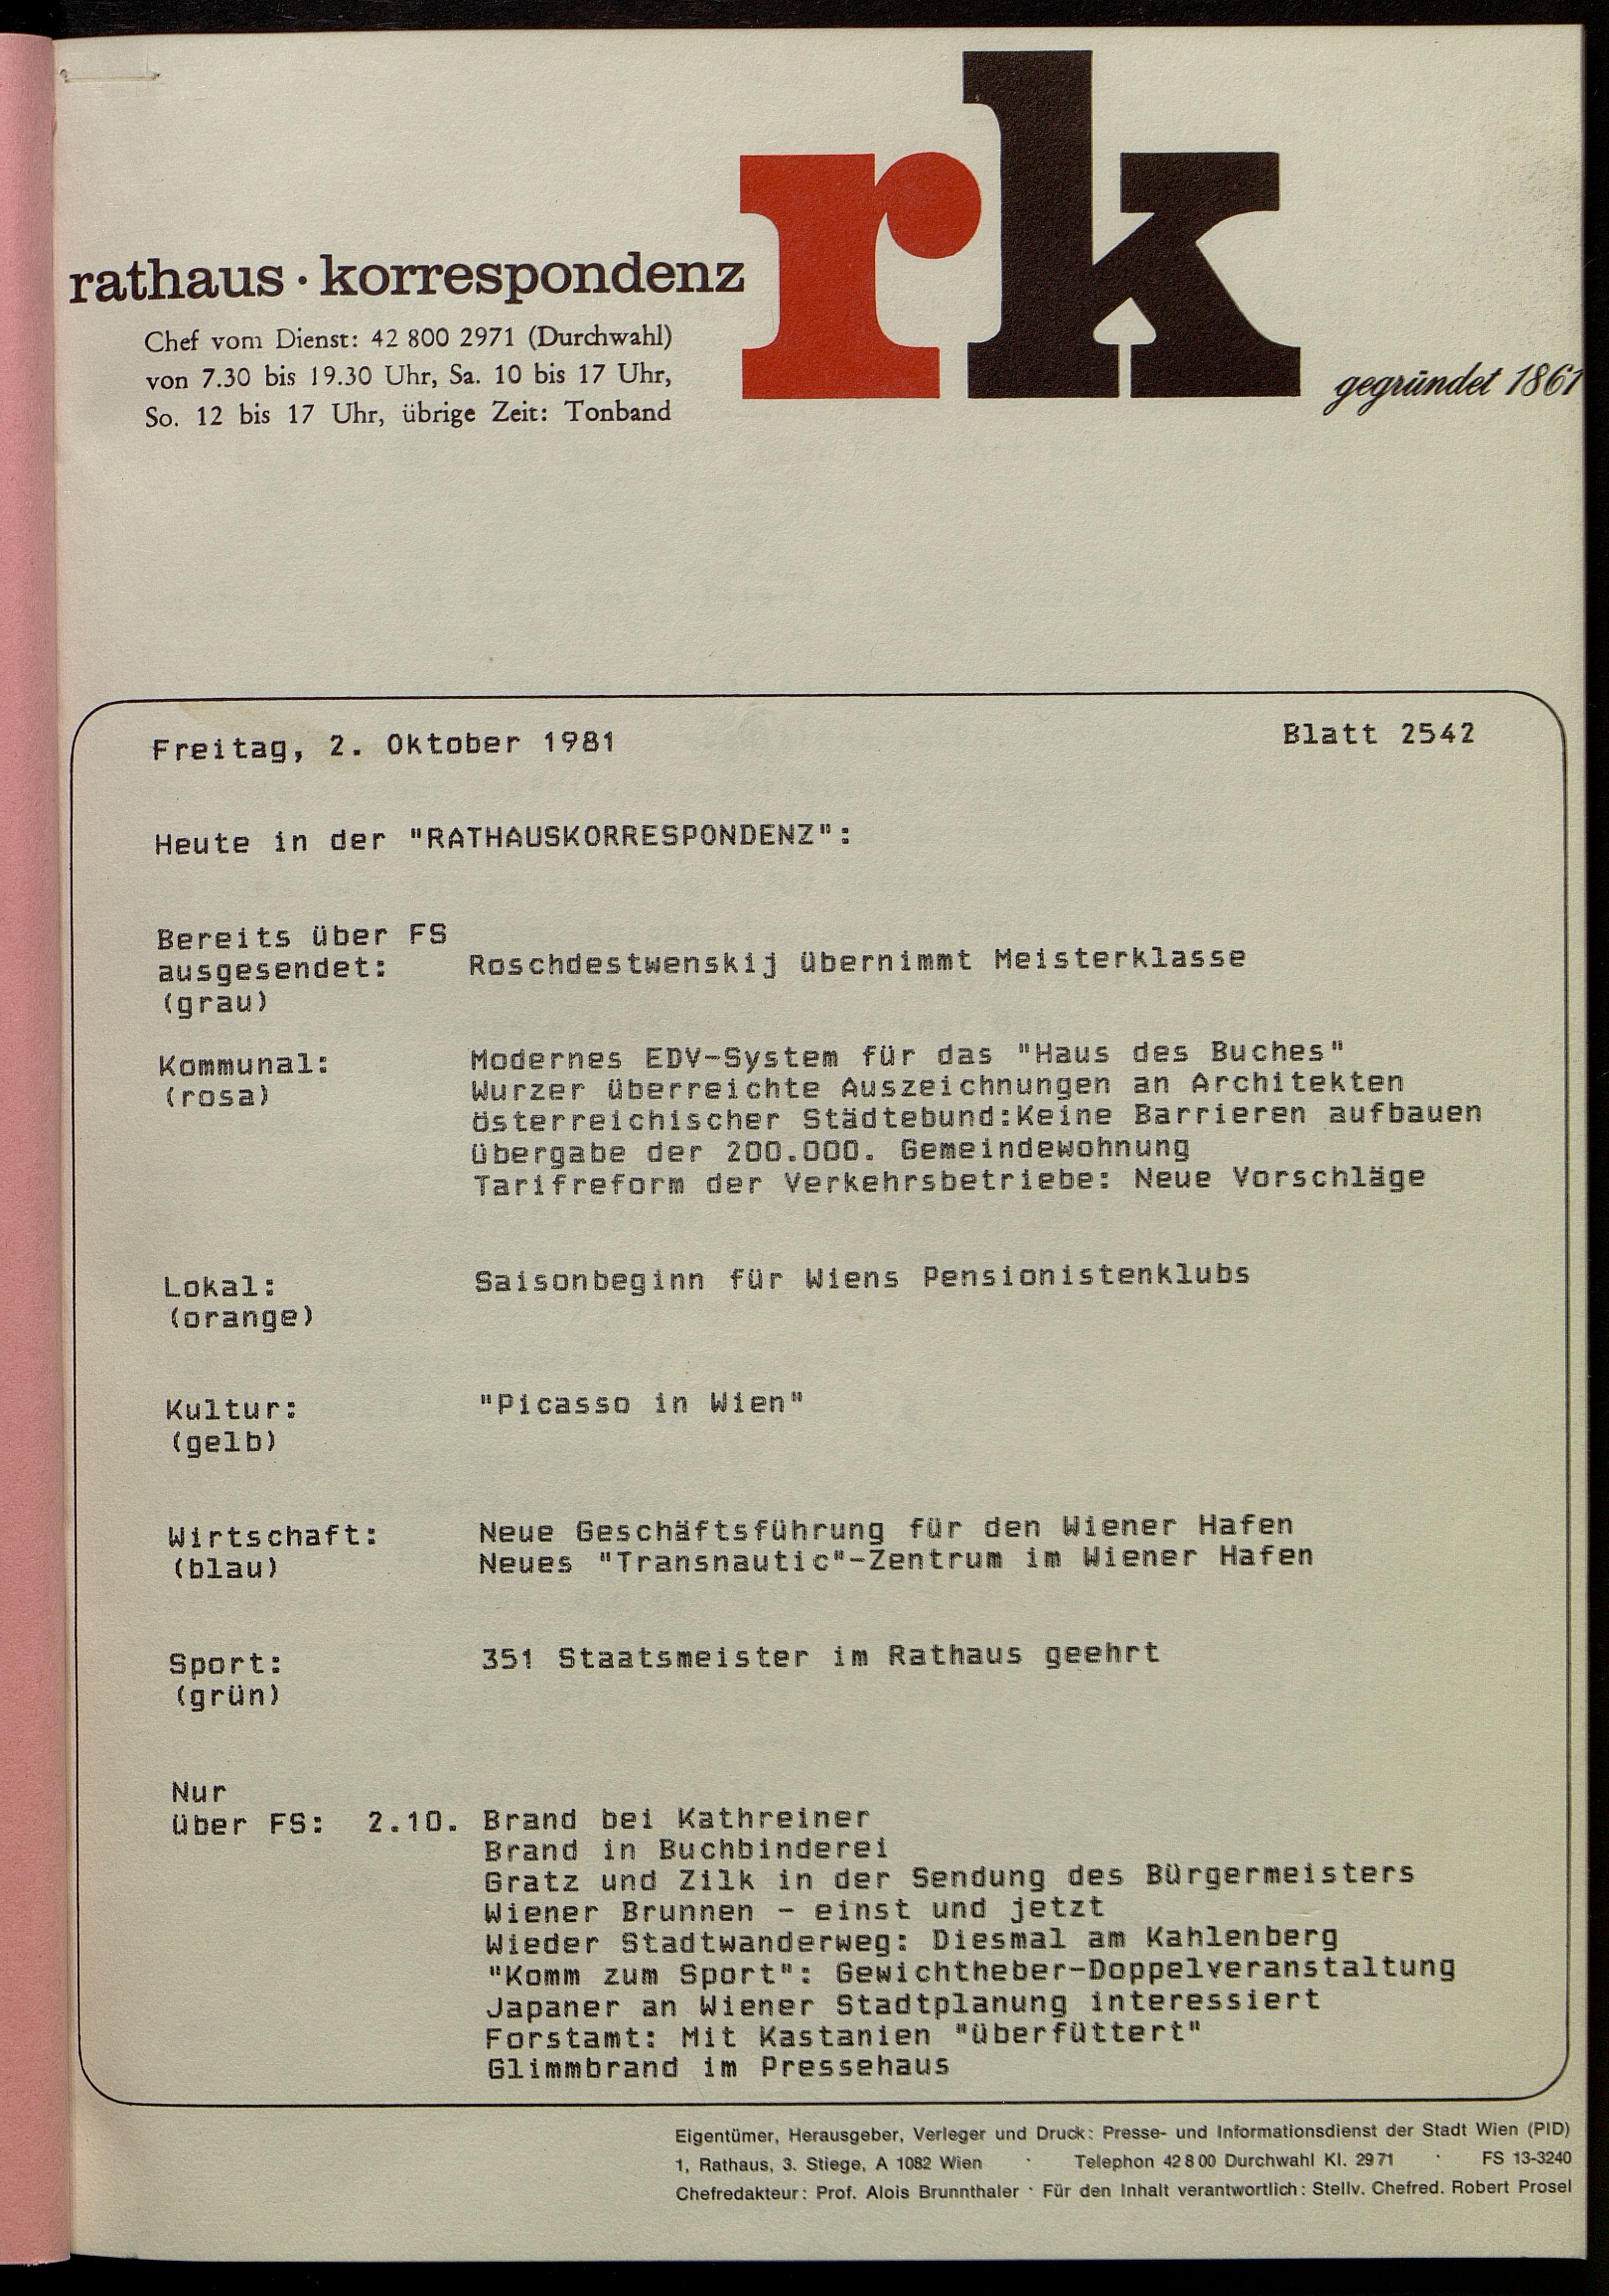 rk
rathaus · korrespondenz
Chef vom Dienst: 42 800 2971 (Durchwahl)
von 7.30 bis 19.30 Uhr, Sa. 10 bis 17 Uhr,
So. 12 bis 17 Uhr, übrige Zeit: Tonband
gegründet 1861
Freitag, 2. Oktober 1981 Blatt 2542
Heute in der "RATHAUSKORRESPONDENZ":
Bereits über FS
ausgesendet: Roschdestwenskij übernimmt Meisterklasse
(grau)
Kommunal: Modernes EDV-System für das "Haus des Buches"
(rosa) Wurzer überreichte Auszeichnungen an Architekten
österreichischer Städtebund:Keine Barrieren aufbauen
übergabe der 200.000. Gemeindewohnung
Tarifreform der Verkehrsbetriebe: Neue Vorschläge
Lokal: Saisonbeginn für Wiens Pensionistenklubs
(orange)
Kultur: "Picasso in Wien"
(gelb)
Wirtschaft: Neue Geschäftsführung für den Wiener Hafen
(blau) Neues "Transnautic"-Zentrum im Wiener Hafen
Sport: 351 Staatsmeister im Rathaus geehrt
(grün)
Nur
über FS: 2.10. Brand bei Kathreiner
Brand in Buchbinderei
Gratz und Zilk in der Sendung des Bürgermeisters
Wiener Brunnen - einst und jetzt
Wieder Stadtwanderweg: Diesmal am Kahlenberg
"Komm zum Sport": Gewichtheber-Doppelveranstaltung
Japaner an Wiener Stadtplanung interessiert
Forstamt: Mit Kastanien "überfüttert"
Glimmbrand im Pressehaus
Eigentümer, Herausgeber, Verleger und Druck: Presse- und Informationsdienst der Stadt Wien (PID)
1, Rathaus, 3. Stiege, A 1082 Wien · Telephon 42 8 00 Durchwahl Kl. 29 71 · FS 13-3240
Chefredakteur: Prof. Alois Brunnthaler · Für den Inhalt verantwortlich: Stellv. Chefred. Robert Prosel